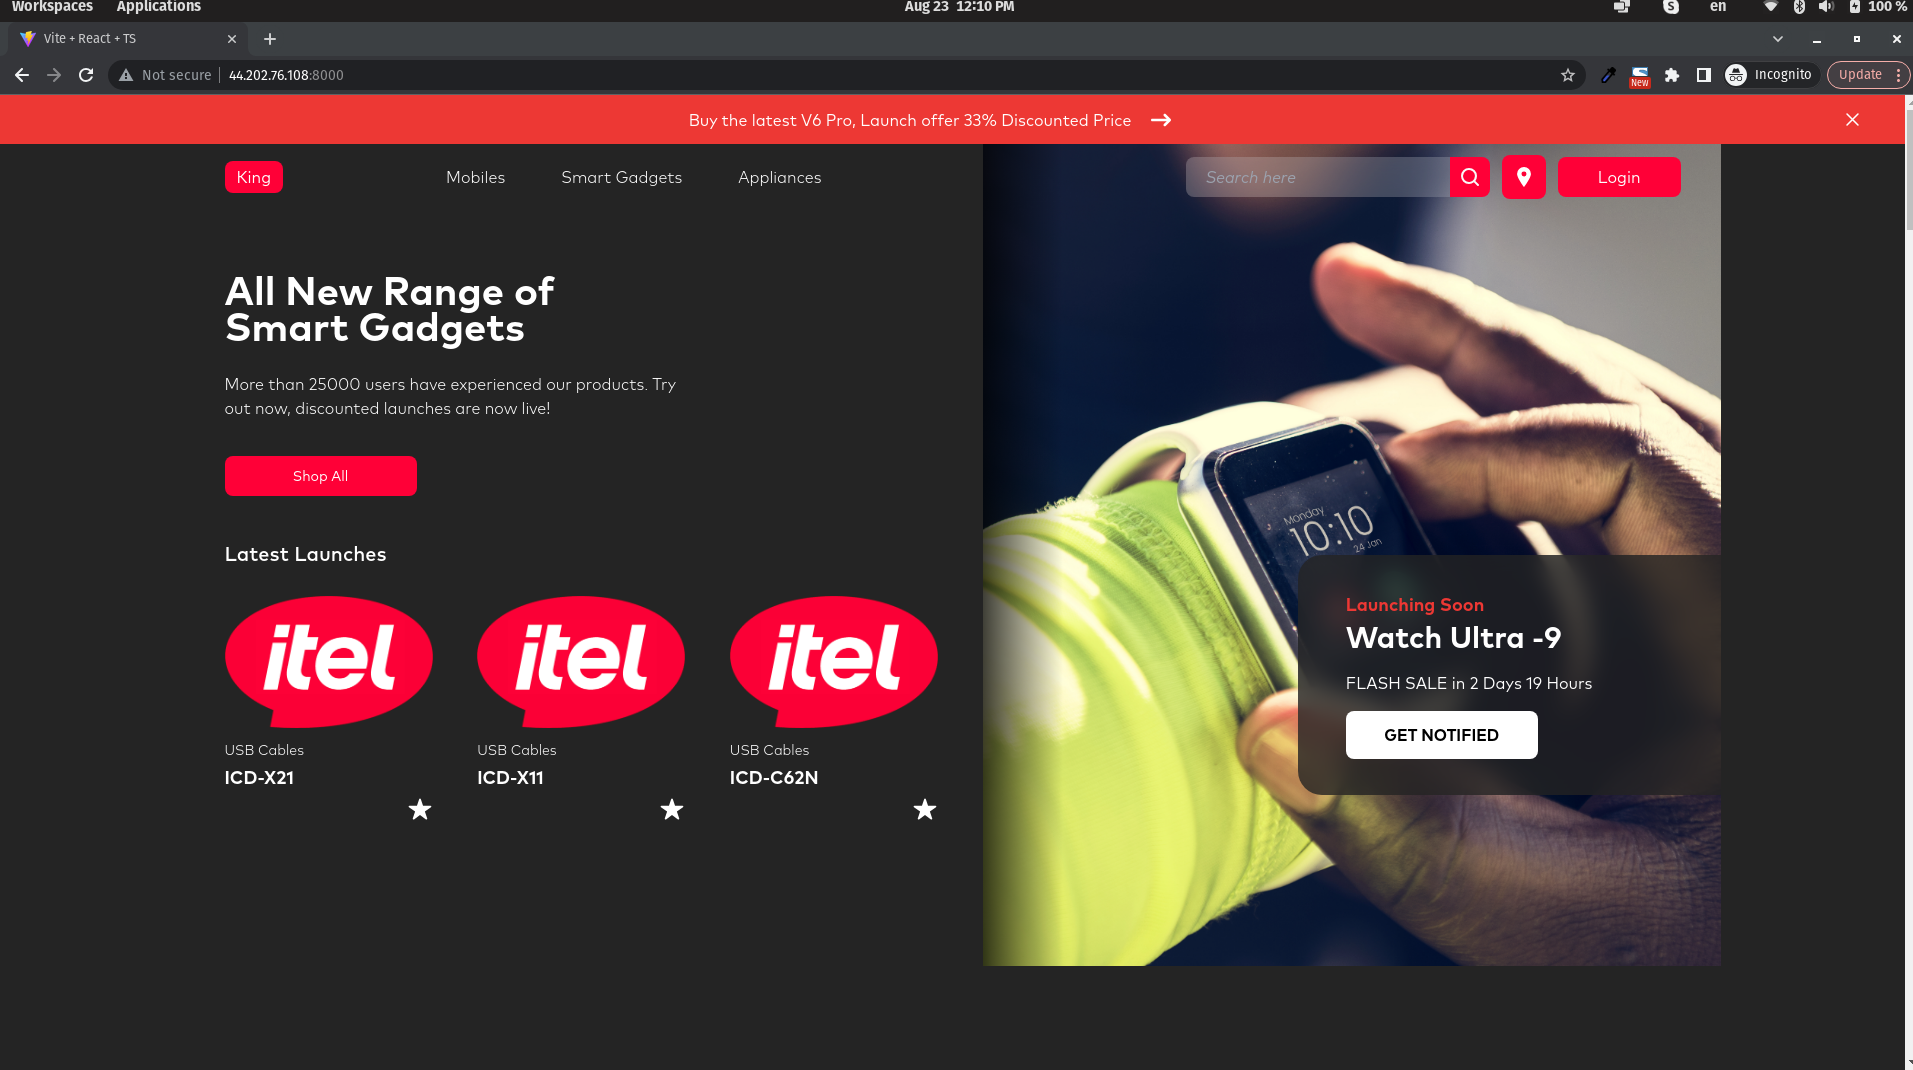 Workspaces Applications Aug 23 12:10 PM en 100 %
Vite + React + TS
Not secure 44.202.76.108:8000 New Incognito Update
Buy the latest V6 Pro, Launch offer 33% Discounted Price
King Mobiles Smart Gadgets Appliances Search here Login
All New Range of
Smart Gadgets
More than 25000 users have experienced our products. Try
out now, discounted launches are now live!
Shop All
Latest Launches
itel itel itel
USB Cables USB Cables USB Cables
ICD-X21 ICD-X11 ICD-C62N
Monday
10:10
24 Jan
Launching Soon
Watch Ultra -9
FLASH SALE in 2 Days 19 Hours
GET NOTIFIED